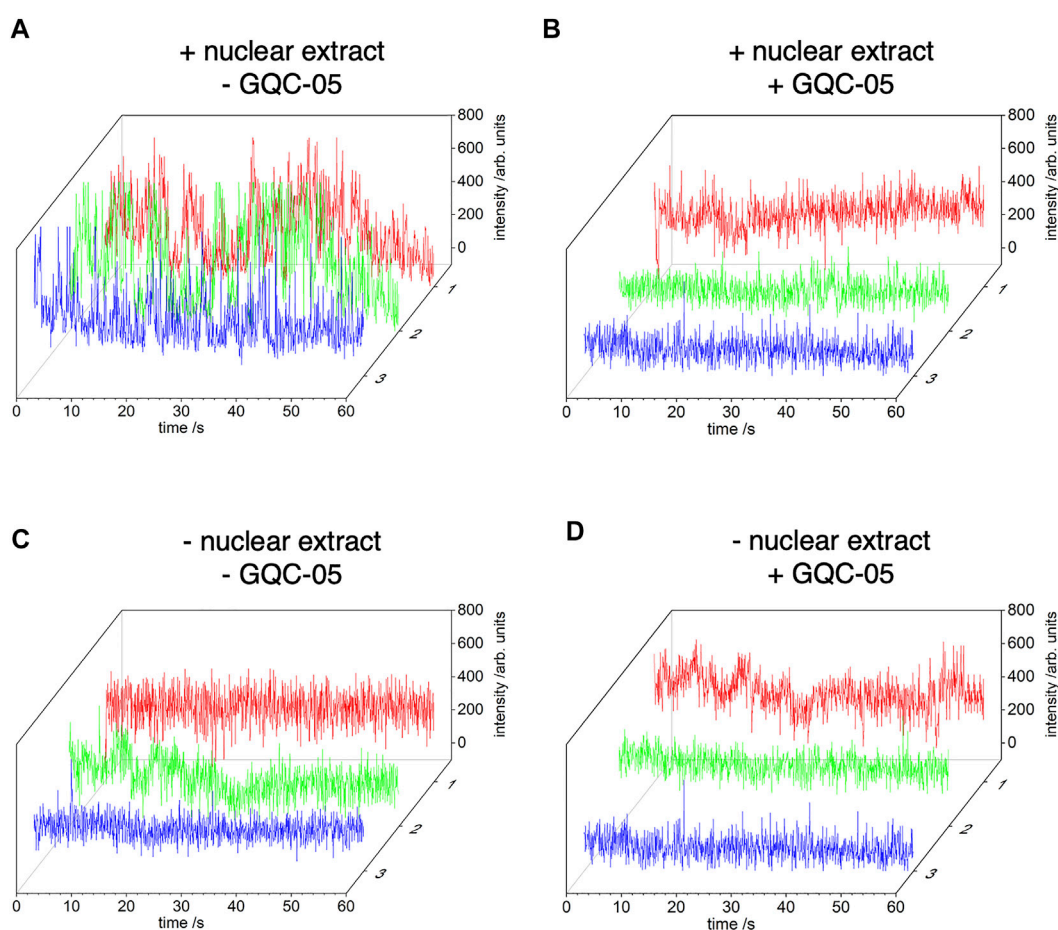 A
+ nuclear extract
- GQC-05
800
600
400
200
0
intensity /arb. units
1
2
3
0 10 20 30 40 50 60
time /s
B
+ nuclear extract
+ GQC-05
800
600
400
200
0
intensity /arb. units
1
2
3
0 10 20 30 40 50 60
time /s
C
- nuclear extract
- GQC-05
800
600
400
200
0
intensity /arb. units
1
2
3
0 10 20 30 40 50 60
time /s
D
- nuclear extract
+ GQC-05
800
600
400
200
0
intensity /arb. units
1
2
3
0 10 20 30 40 50 60
time /s